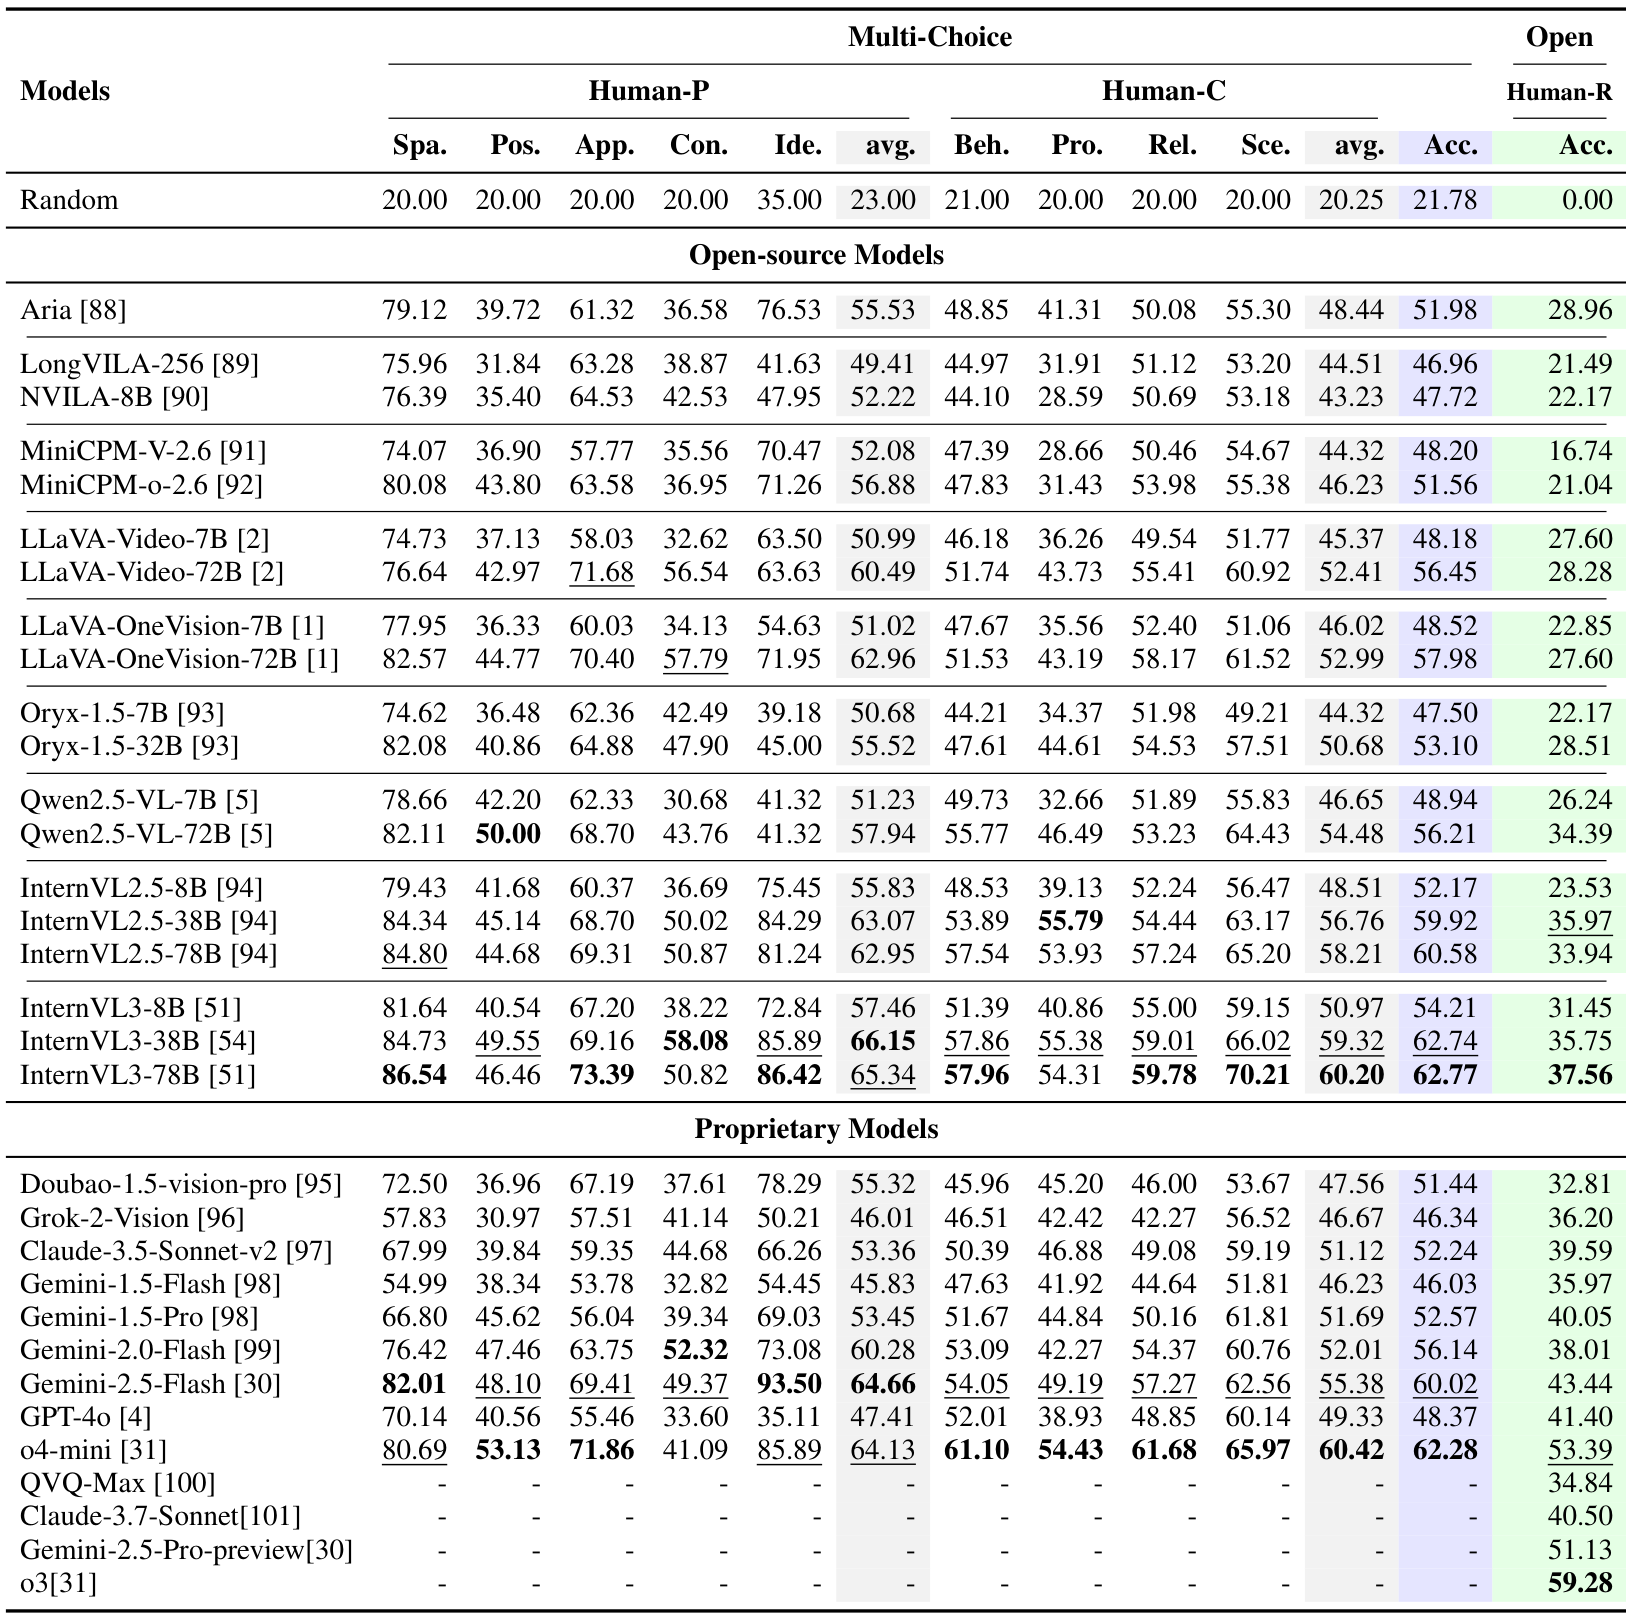 Multi-Choice Open
Models Human-P Human-C Human-R
Spa. Pos. App. Con. Ide. avg. Beh. Pro. Rel. Sce. avg. Acc. Acc.
Random 20.00 20.00 20.00 20.00 35.00 23.00 21.00 20.00 20.00 20.00 20.25 21.78 0.00
Open-source Models
Aria [88] 79.12 39.72 61.32 36.58 76.53 55.53 48.85 41.31 50.08 55.30 48.44 51.98 28.96
LongVILA-256 [89] 75.96 31.84 63.28 38.87 41.63 49.41 44.97 31.91 51.12 53.20 44.51 46.96 21.49
NVILA-8B [90] 76.39 35.40 64.53 42.53 47.95 52.22 44.10 28.59 50.69 53.18 43.23 47.72 22.17
MiniCPM-V-2.6 [91] 74.07 36.90 57.77 35.56 70.47 52.08 47.39 28.66 50.46 54.67 44.32 48.20 16.74
MiniCPM-o-2.6 [92] 80.08 43.80 63.58 36.95 71.26 56.88 47.83 31.43 53.98 55.38 46.23 51.56 21.04
LLaVA-Video-7B [2] 74.73 37.13 58.03 32.62 63.50 50.99 46.18 36.26 49.54 51.77 45.37 48.18 27.60
LLaVA-Video-72B [2] 76.64 42.97 71.68 56.54 63.63 60.49 51.74 43.73 55.41 60.92 52.41 56.45 28.28
LLaVA-OneVision-7B [1] 77.95 36.33 60.03 34.13 54.63 51.02 47.67 35.56 52.40 51.06 46.02 48.52 22.85
LLaVA-OneVision-72B [1] 82.57 44.77 70.40 57.79 71.95 62.96 51.53 43.19 58.17 61.52 52.99 57.98 27.60
Oryx-1.5-7B [93] 74.62 36.48 62.36 42.49 39.18 50.68 44.21 34.37 51.98 49.21 44.32 47.50 22.17
Oryx-1.5-32B [93] 82.08 40.86 64.88 47.90 45.00 55.52 47.61 44.61 54.53 57.51 50.68 53.10 28.51
Qwen2.5-VL-7B [5] 78.66 42.20 62.33 30.68 41.32 51.23 49.73 32.66 51.89 55.83 46.65 48.94 26.24
Qwen2.5-VL-72B [5] 82.11 50.00 68.70 43.76 41.32 57.94 55.77 46.49 53.23 64.43 54.48 56.21 34.39
InternVL2.5-8B [94] 79.43 41.68 60.37 36.69 75.45 55.83 48.53 39.13 52.24 56.47 48.51 52.17 23.53
InternVL2.5-38B [94] 84.34 45.14 68.70 50.02 84.29 63.07 53.89 55.79 54.44 63.17 56.76 59.92 35.97
InternVL2.5-78B [94] 84.80 44.68 69.31 50.87 81.24 62.95 57.54 53.93 57.24 65.20 58.21 60.58 33.94
InternVL3-8B [51] 81.64 40.54 67.20 38.22 72.84 57.46 51.39 40.86 55.00 59.15 50.97 54.21 31.45
InternVL3-38B [54] 84.73 49.55 69.16 58.08 85.89 66.15 57.86 55.38 59.01 66.02 59.32 62.74 35.75
InternVL3-78B [51] 86.54 46.46 73.39 50.82 86.42 65.34 57.96 54.31 59.78 70.21 60.20 62.77 37.56
Proprietary Models
Doubao-1.5-vision-pro [95] 72.50 36.96 67.19 37.61 78.29 55.32 45.96 45.20 46.00 53.67 47.56 51.44 32.81
Grok-2-Vision [96] 57.83 30.97 57.51 41.14 50.21 46.01 46.51 42.42 42.27 56.52 46.67 46.34 36.20
Claude-3.5-Sonnet-v2 [97] 67.99 39.84 59.35 44.68 66.26 53.36 50.39 46.88 49.08 59.19 51.12 52.24 39.59
Gemini-1.5-Flash [98] 54.99 38.34 53.78 32.82 54.45 45.83 47.63 41.92 44.64 51.81 46.23 46.03 35.97
Gemini-1.5-Pro [98] 66.80 45.62 56.04 39.34 69.03 53.45 51.67 44.84 50.16 61.81 51.69 52.57 40.05
Gemini-2.0-Flash [99] 76.42 47.46 63.75 52.32 73.08 60.28 53.09 42.27 54.37 60.76 52.01 56.14 38.01
Gemini-2.5-Flash [30] 82.01 48.10 69.41 49.37 93.50 64.66 54.05 49.19 57.27 62.56 55.38 60.02 43.44
GPT-4o [4] 70.14 40.56 55.46 33.60 35.11 47.41 52.01 38.93 48.85 60.14 49.33 48.37 41.40
o4-mini [31] 80.69 53.13 71.86 41.09 85.89 64.13 61.10 54.43 61.68 65.97 60.42 62.28 53.39
QVQ-Max [100] - - - - - - - - - - - - 34.84
Claude-3.7-Sonnet[101] - - - - - - - - - - - - 40.50
Gemini-2.5-Pro-preview[30] - - - - - - - - - - - - 51.13
o3[31] - - - - - - - - - - - - 59.28